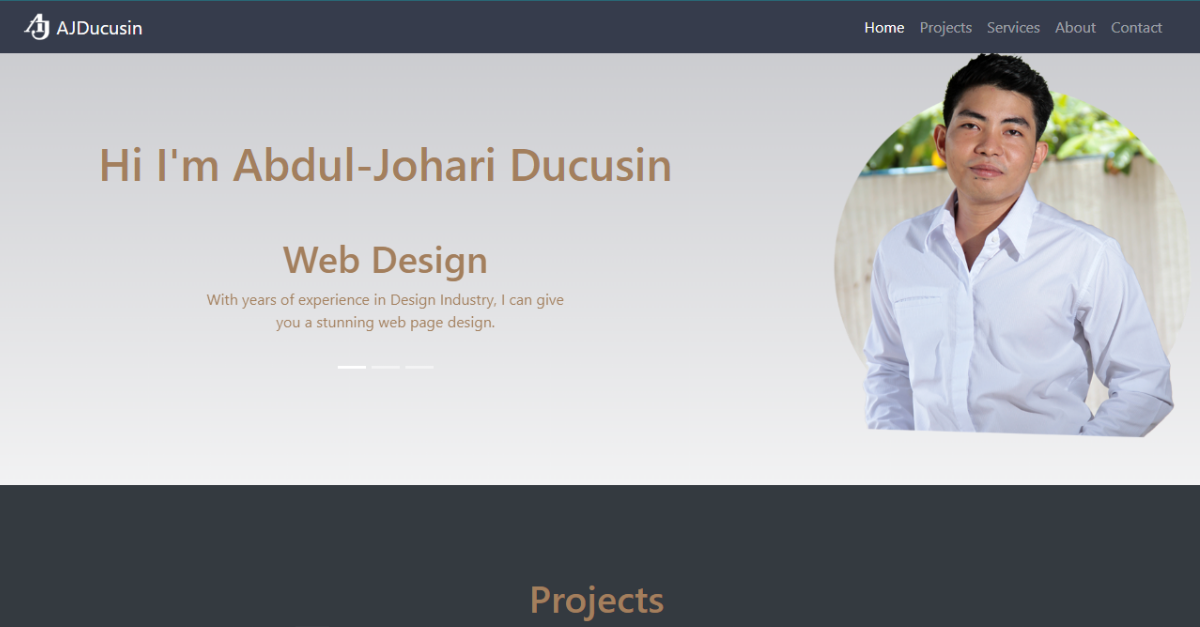 AJDucusin
Home Projects Services About Contact
Hi I'm Abdul-Johari Ducusin
Web Design
With years of experience in Design Industry, I can give
you a stunning web page design.
Projects